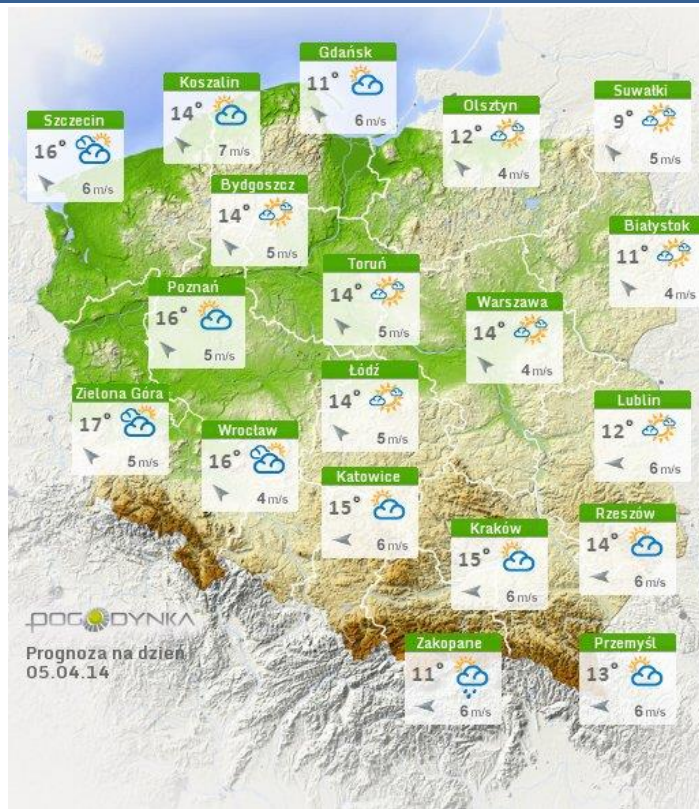 Gdańsk
11°
6 m/s
Koszalin
14°
7 m/s
Suwałki
9°
5 m/s
Olsztyn
12°
4 m/s
Szczecin
16°
6 m/s
Bydgoszcz
14°
5 m/s
Białystok
11°
4 m/s
Toruń
14°
5 m/s
Poznań
16°
5 m/s
Warszawa
14°
4 m/s
Łódź
14°
5 m/s
Zielona Góra
17°
5 m/s
Lublin
12°
6 m/s
Wrocław
16°
4 m/s
Katowice
15°
6 m/s
Rzeszów
14°
6 m/s
Kraków
15°
6 m/s
POGODYNKA
Prognoza na dzień
05.04.14
Zakopane
11°
6 m/s
Przemyśl
13°
6 m/s